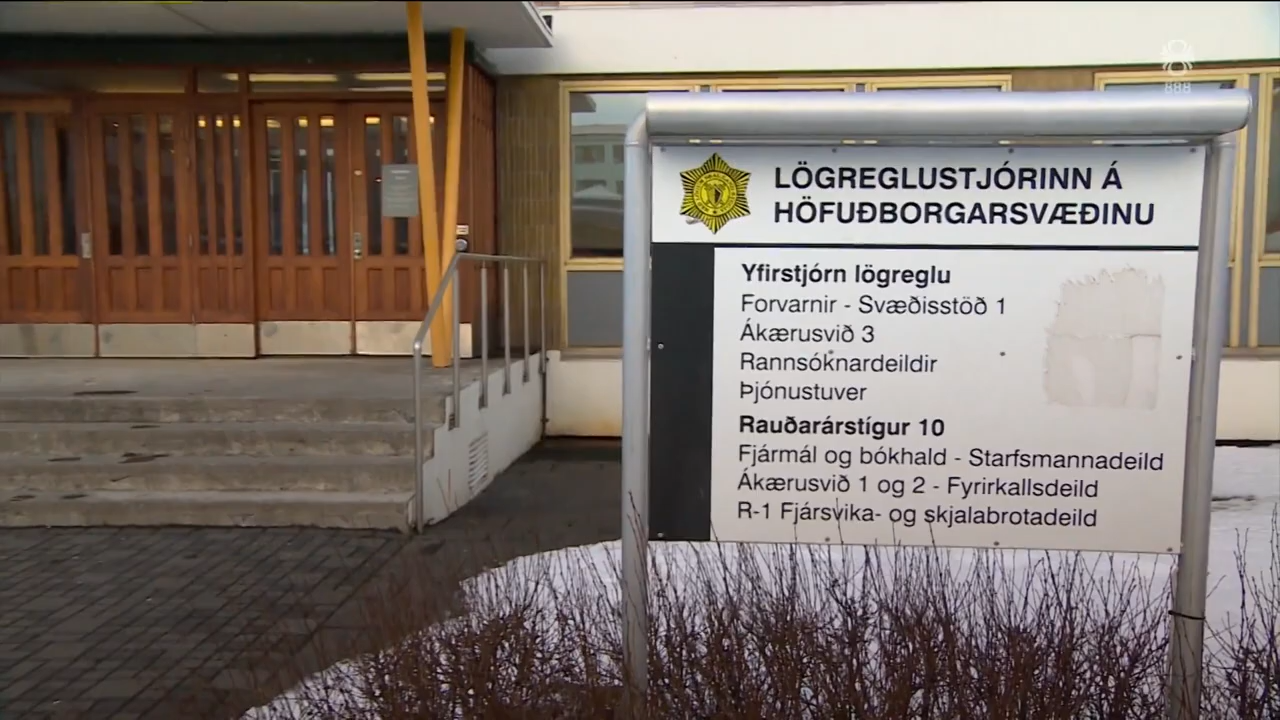 888
LÖGREGLUSTJÓRINN Á
HÖFUÐBORGARSVÆÐINU
Yfirstjórn lögreglu
Forvarnir - Svæðisstöð 1
Ákærusvið 3
Rannsóknardeildir
Þjónustuver
Rauðarárstígur 10
Fjármál og bókhald - Starfsmannadeild
Ákærusvið 1 og 2 - Fyrirkallsdeild
R-1 Fjársvika- og skjalabrotadeild